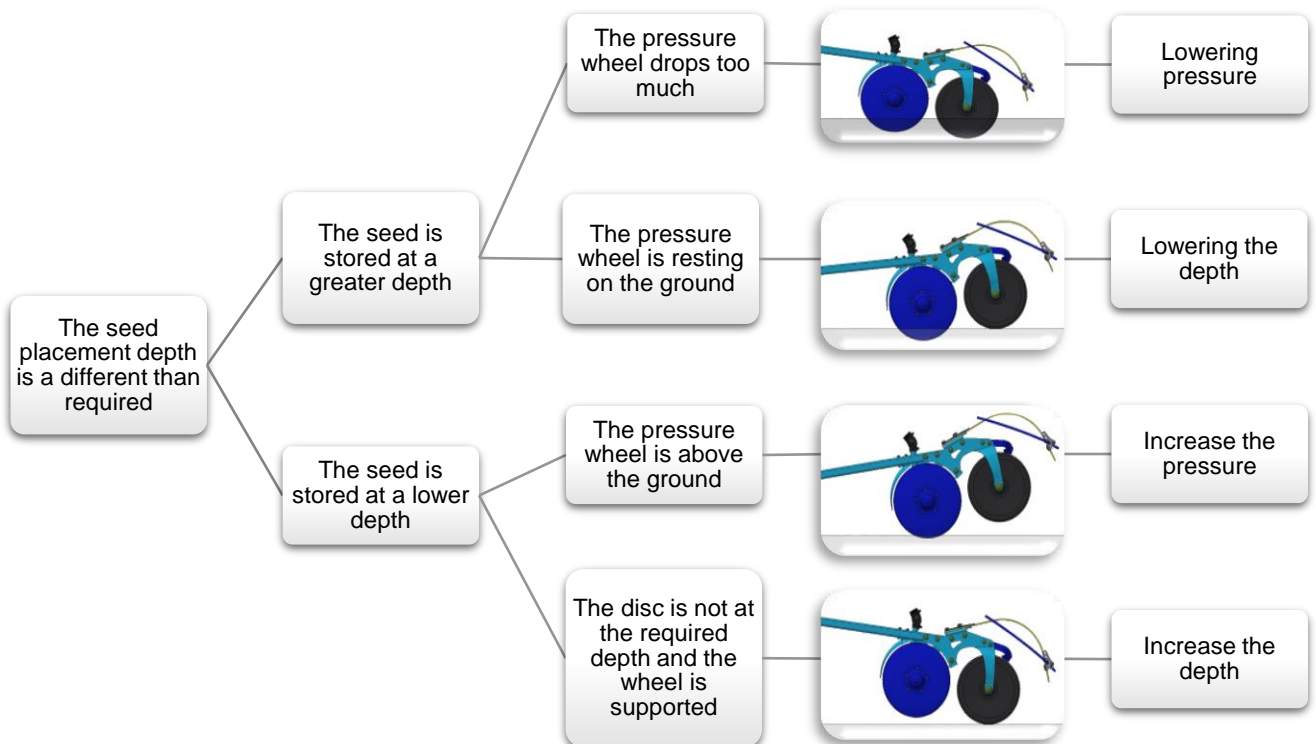 The seed
placement depth
is a different than
required
The seed is
stored at a
greater depth
The pressure
wheel drops too
much
Lowering
pressure
The pressure
wheel is resting
on the ground
Lowering the
depth
The seed is
stored at a lower
depth
The pressure
wheel is above
the ground
Increase the
pressure
The disc is not at
the required
depth and the
wheel is
supported
Increase the
depth